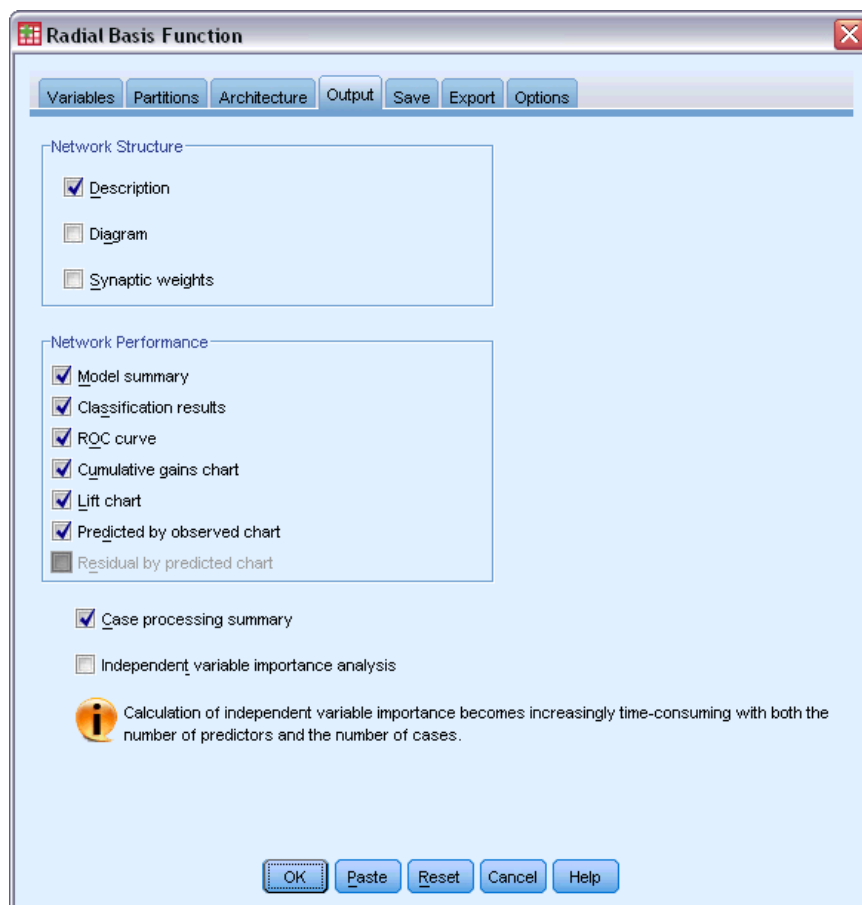 Radial Basis Function
Variables Partitions Architecture Output Save Export Options
Network Structure
Description
Diagram
Synaptic weights
Network Performance
Model summary
Classification results
ROC curve
Cumulative gains chart
Lift chart
Predicted by observed chart
Residual by predicted chart
Case processing summary
Independent variable importance analysis
Calculation of independent variable importance becomes increasingly time-consuming with both the
number of predictors and the number of cases.
OK Paste Reset Cancel Help